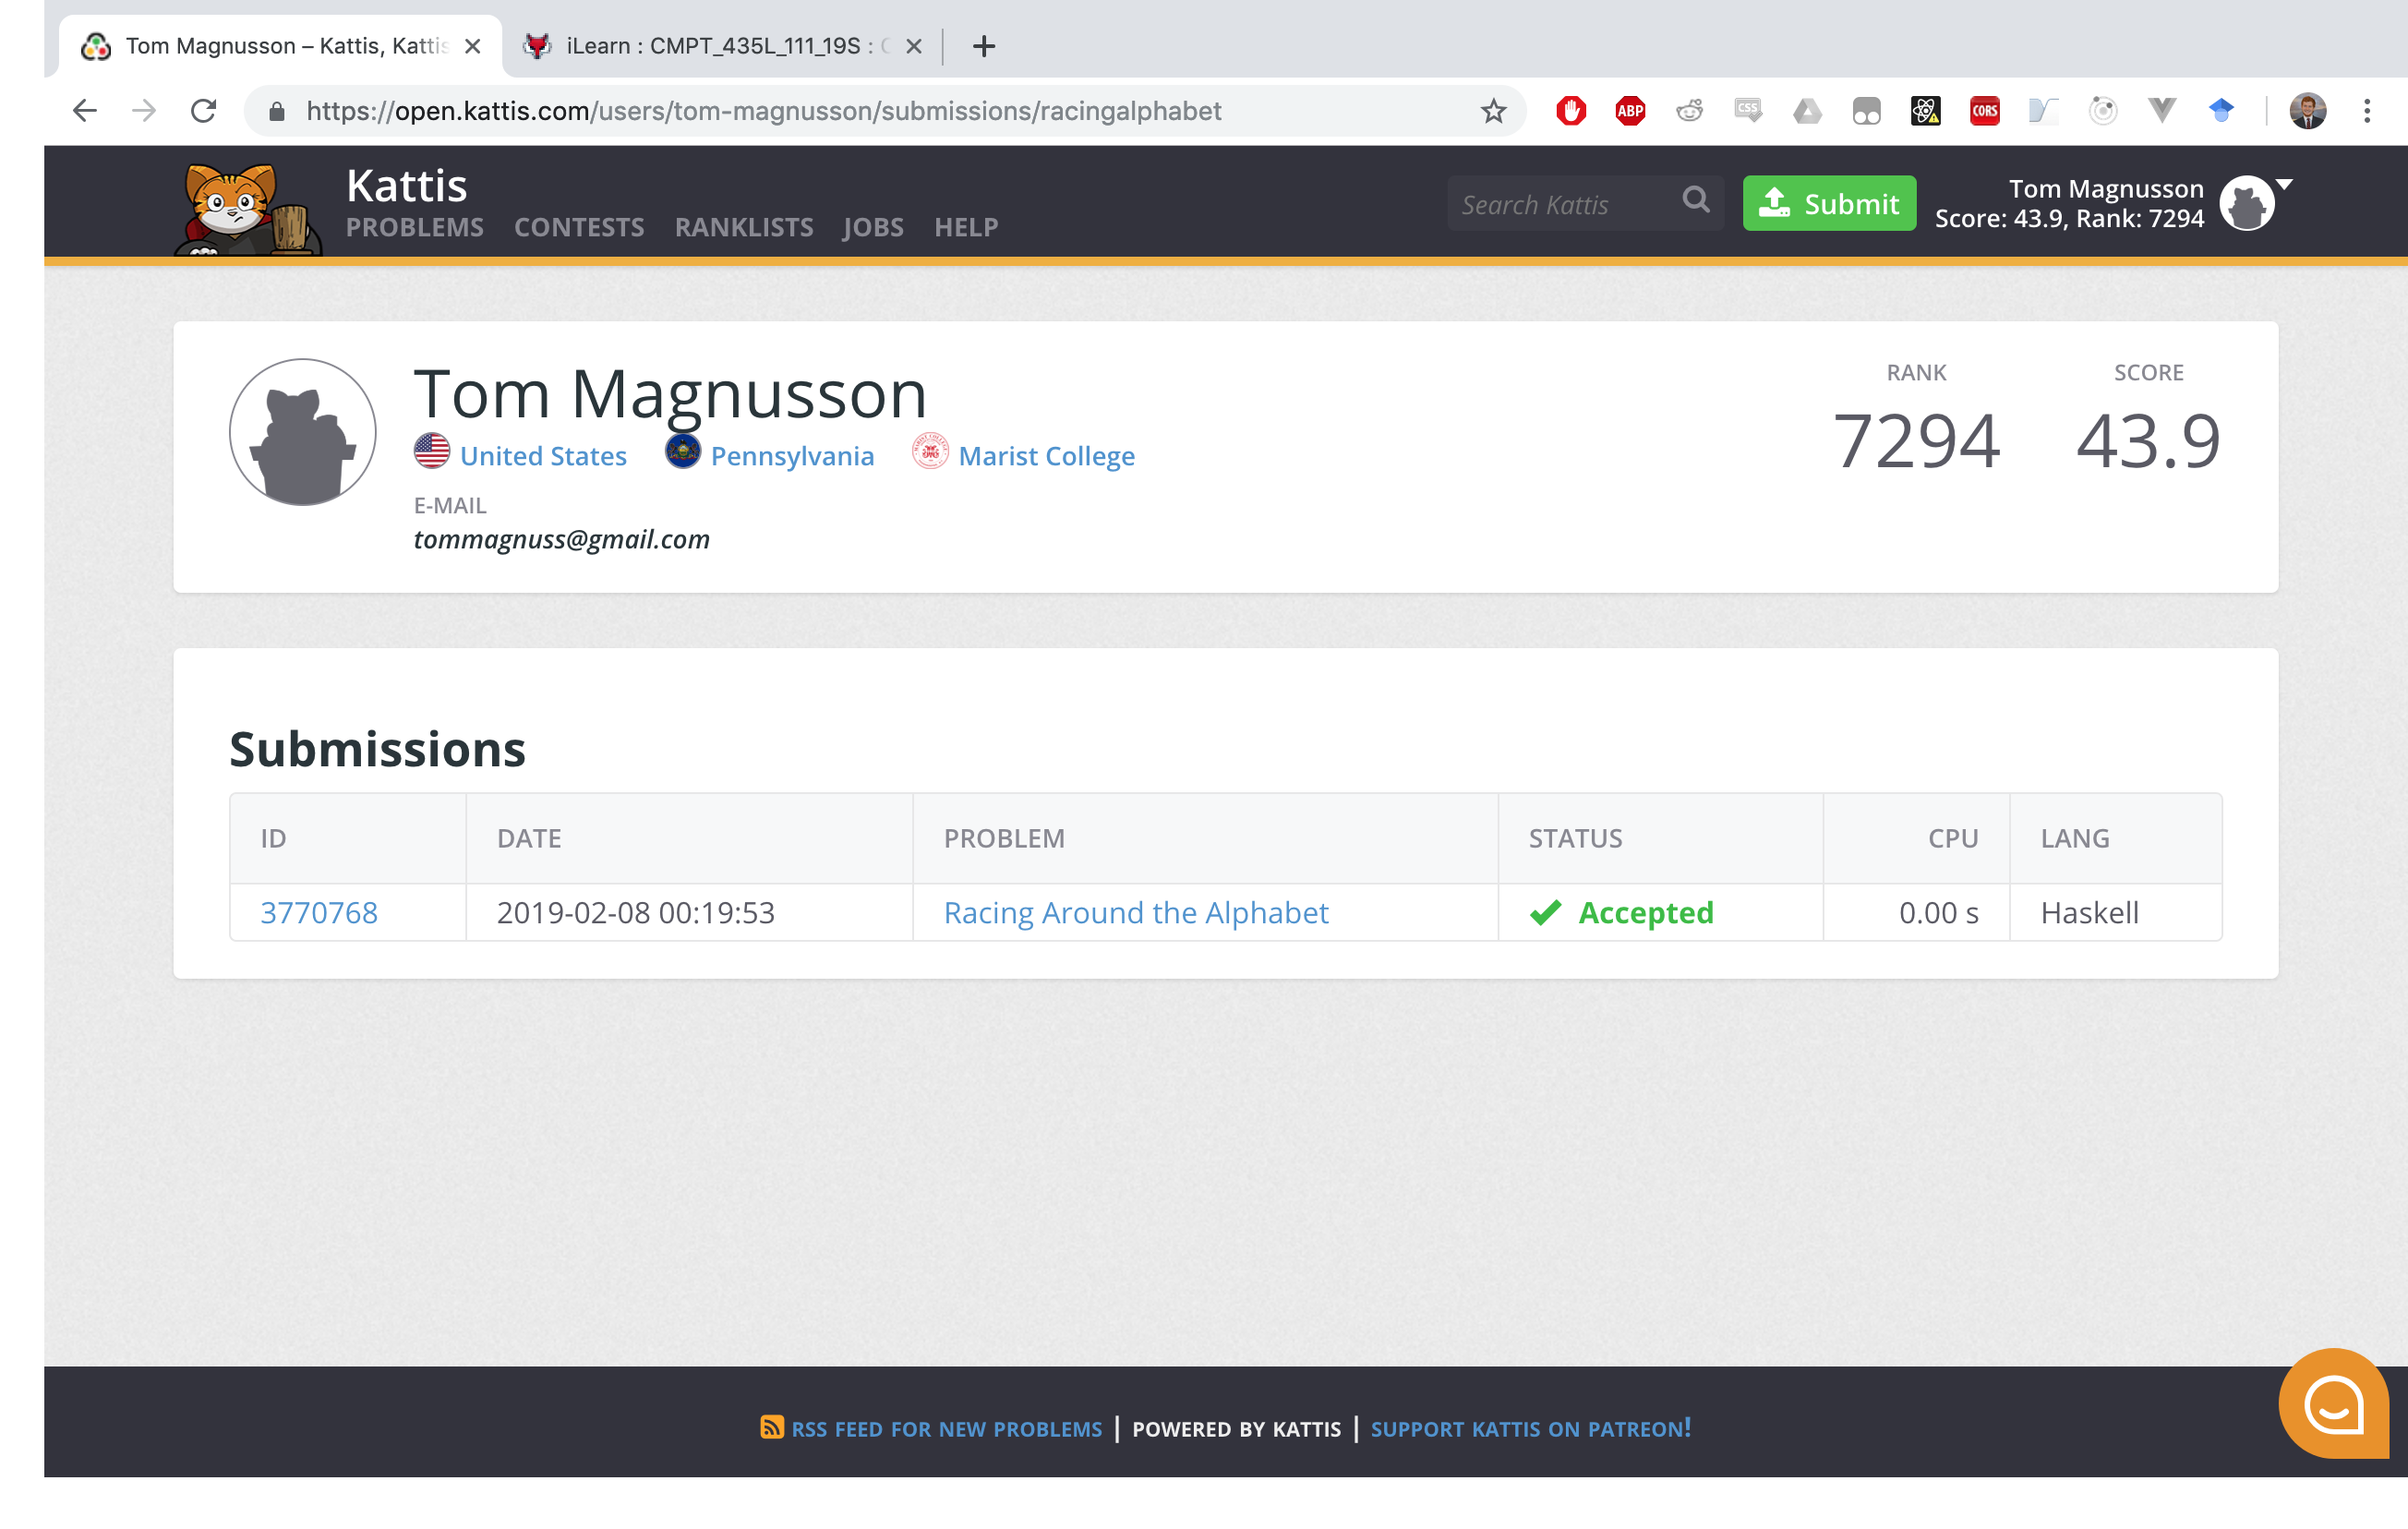 Tom Magnusson – Kattis, Kattis
iLearn : CMPT_435L_111_19S :
https://open.kattis.com/users/tom-magnusson/submissions/racingalphabet
ABP
CSS
CORS
Kattis
PROBLEMS CONTESTS RANKLISTS JOBS HELP
Search Kattis
Submit
Tom Magnusson
Score: 43.9, Rank: 7294
Tom Magnusson
United States Pennsylvania Marist College
E-MAIL
tommagnuss@gmail.com
RANK SCORE
7294 43.9
Submissions
ID DATE PROBLEM STATUS CPU LANG
3770768 2019-02-08 00:19:53 Racing Around the Alphabet Accepted 0.00 s Haskell
RSS FEED FOR NEW PROBLEMS | POWERED BY KATTIS | SUPPORT KATTIS ON PATREON!